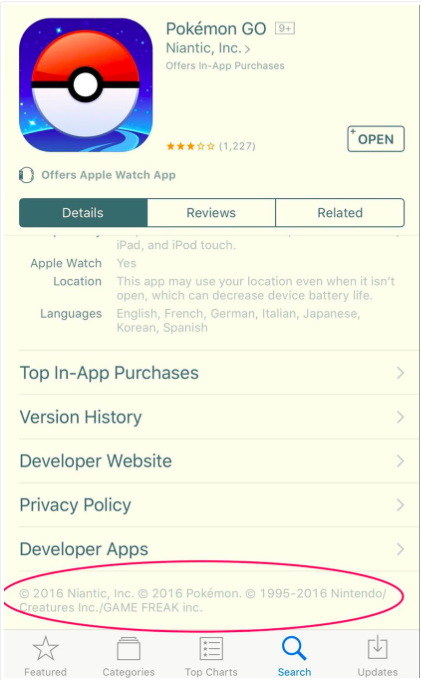 Pokémon GO 9+
Niantic, Inc. >
Offers In-App Purchases
★★★☆☆ (1,227)
+OPEN
Offers Apple Watch App
Details Reviews Related
iPad, and iPod touch.
Apple Watch Yes
Location This app may use your location even when it isn't
open, which can decrease device battery life.
Languages English, French, German, Italian, Japanese,
Korean, Spanish
Top In-App Purchases
Version History
Developer Website
Privacy Policy
Developer Apps
© 2016 Niantic, Inc. © 2016 Pokémon. © 1995-2016 Nintendo/
Creatures Inc./GAME FREAK inc.
Featured Categories Top Charts Search Updates